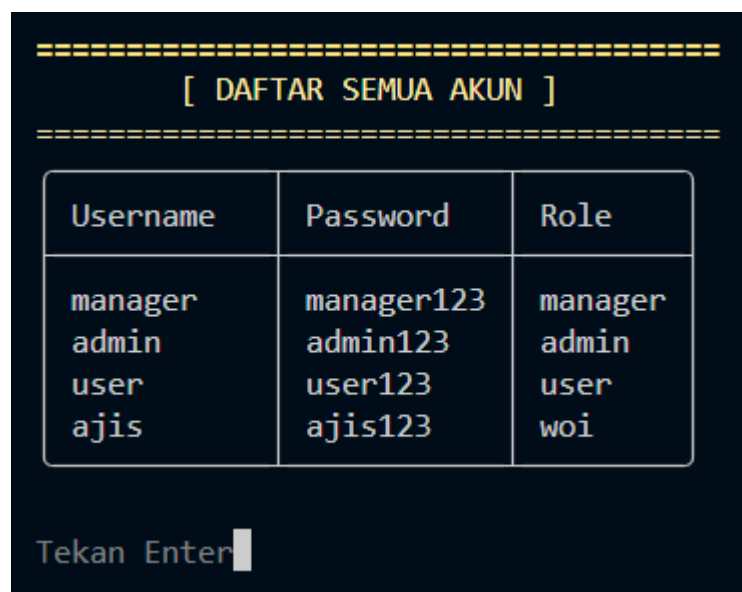 ======================================
[ DAFTAR SEMUA AKUN ]
======================================
Username Password Role
manager manager123 manager
admin admin123 admin
user user123 user
ajis ajis123 woi
Tekan Enter